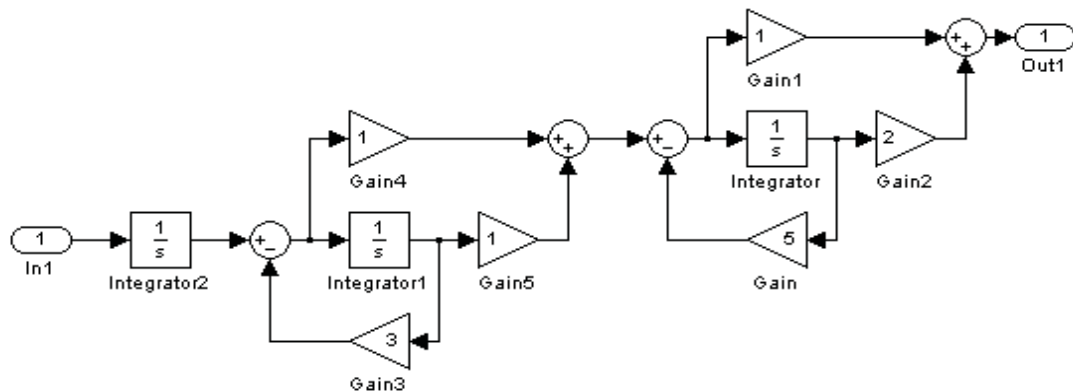 1
+
+
1
Out1
Gain1
1
+
+
+
−
1
s
2
Gain4
Integrator
Gain2
1
In1
1
s
Integrator2
+
−
1
s
Integrator1
1
Gain5
5
Gain
3
Gain3